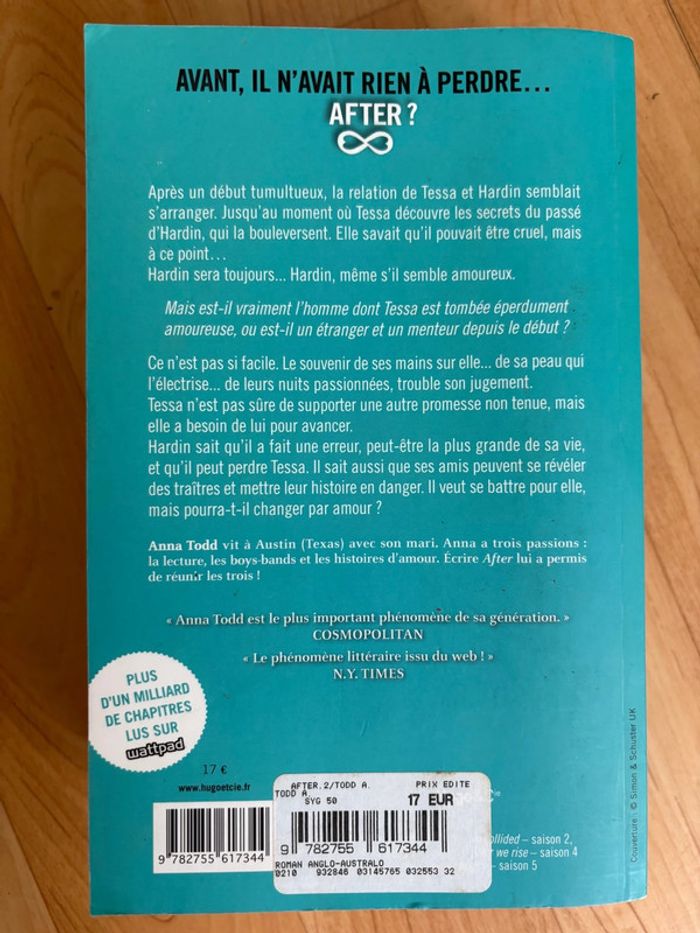 AVANT, IL N'AVAIT RIEN À PERDRE...
AFTER ?
Après un début tumultueux, la relation de Tessa et Hardin semblait
s'arranger. Jusqu'au moment où Tessa découvre les secrets du passé
d'Hardin, qui la bouleversent. Elle savait qu'il pouvait être cruel, mais
à ce point...
Hardin sera toujours... Hardin, même s'il semble amoureux.
Mais est-il vraiment l'homme dont Tessa est tombée éperdument
amoureuse, ou est-il un étranger et un menteur depuis le début ?
Ce n'est pas si facile. Le souvenir de ses mains sur elle... de sa peau qui
l'électrise... de leurs nuits passionnées, trouble son jugement.
Tessa n'est pas sûre de supporter une autre promesse non tenue, mais
elle a besoin de lui pour avancer.
Hardin sait qu'il a fait une erreur, peut-être la plus grande de sa vie,
et qu'il peut perdre Tessa. Il sait aussi que ses amis peuvent se révéler
des traîtres et mettre leur histoire en danger. Il veut se battre pour elle,
mais pourra-t-il changer par amour ?
Anna Todd vit à Austin (Texas) avec son mari. Anna a trois passions :
la lecture, les boys-bands et les histoires d'amour. Écrire After lui a permis
de réunir les trois !
« Anna Todd est le plus important phénomène de sa génération. »
COSMOPOLITAN
« Le phénomène littéraire issu du web ! »
N.Y. TIMES
PLUS
D'UN MILLIARD
DE CHAPITRES
LUS SUR
wattpad
17 €
www.hugoetcie.fr
9 782755 617344
AFTER.2/TODD A. PRIX EDITE
TODD A.
SYG 50 17 EUR
9 782755 617344
ROMAN ANGLO-AUSTRALO
0210 932846 03145765 032553 32
cie
ollided – saison 2,
er we rise – saison 4
– saison 5
Couverture : © Simon & Schuster UK